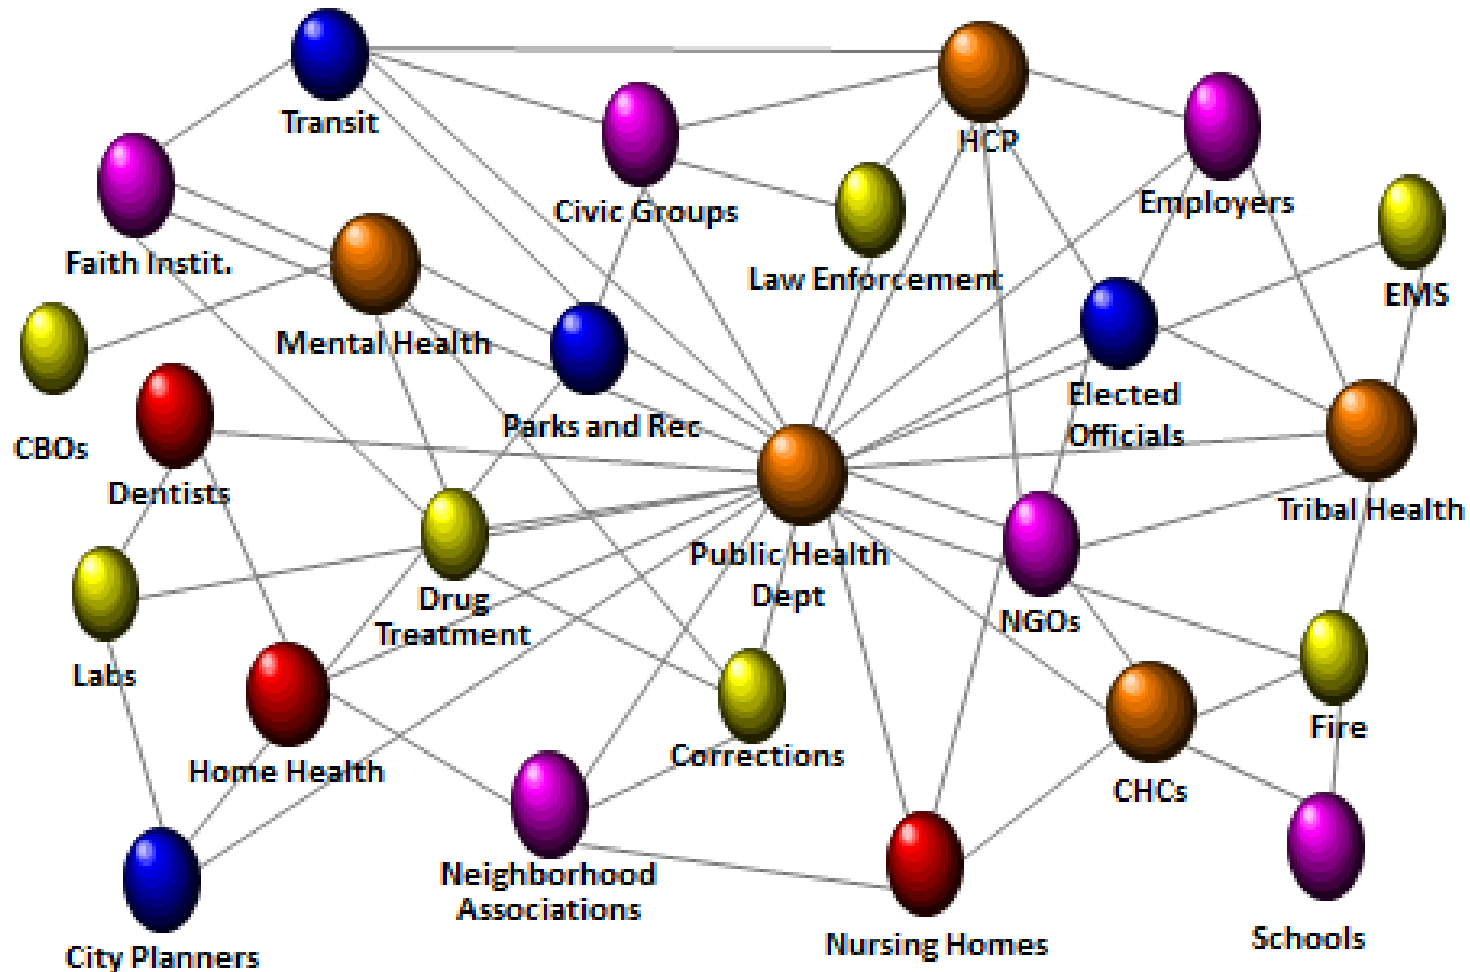 Transit
HCP
Civic Groups
Employers
Faith Instit.
Law Enforcement
EMS
Mental Health
Elected
Officials
CBOs
Parks and Rec
Dentists
Tribal Health
Public Health
Dept
Drug
Treatment
NGOs
Labs
Fire
Home Health
Corrections
CHCs
Neighborhood
Associations
City Planners
Nursing Homes
Schools